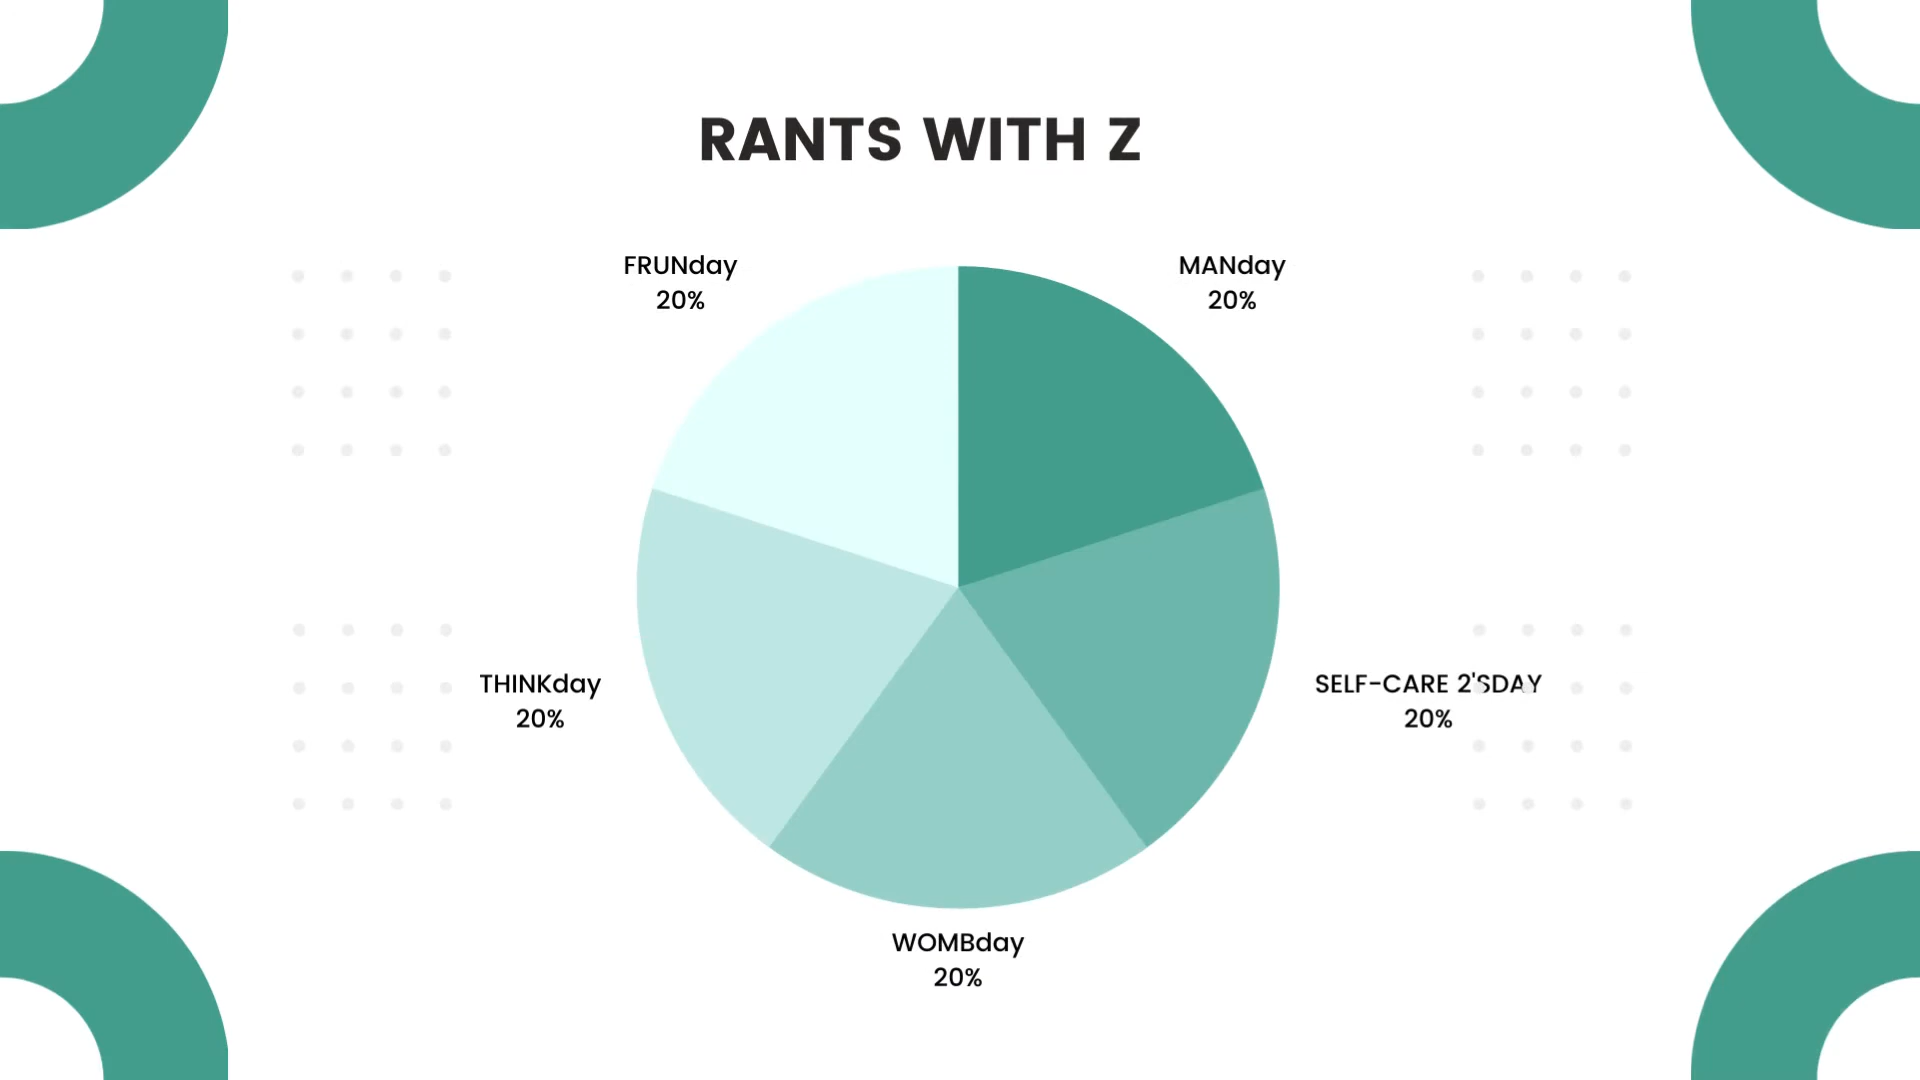 RANTS WITH Z
FRUNday
20%
MANday
20%
THINKday
20%
SELF-CARE 2'SDAY
20%
WOMBday
20%